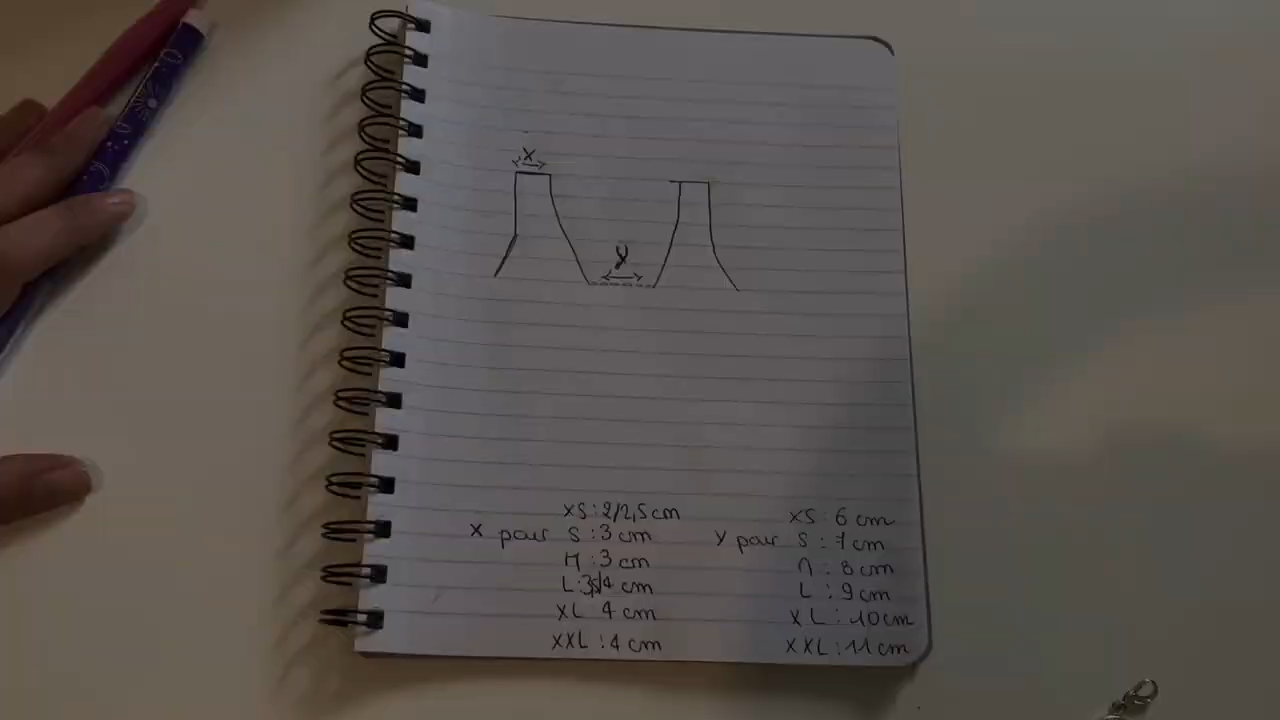 X
Y
XS : 2/2,5 cm
X pour S : 3 cm
M : 3 cm
L : 3,5/4 cm
XL 4 cm
XXL : 4 cm
XS : 6 cm
Y pour S : 7 cm
M : 8 cm
L : 9 cm
XL : 10 cm
XXL : 11 cm